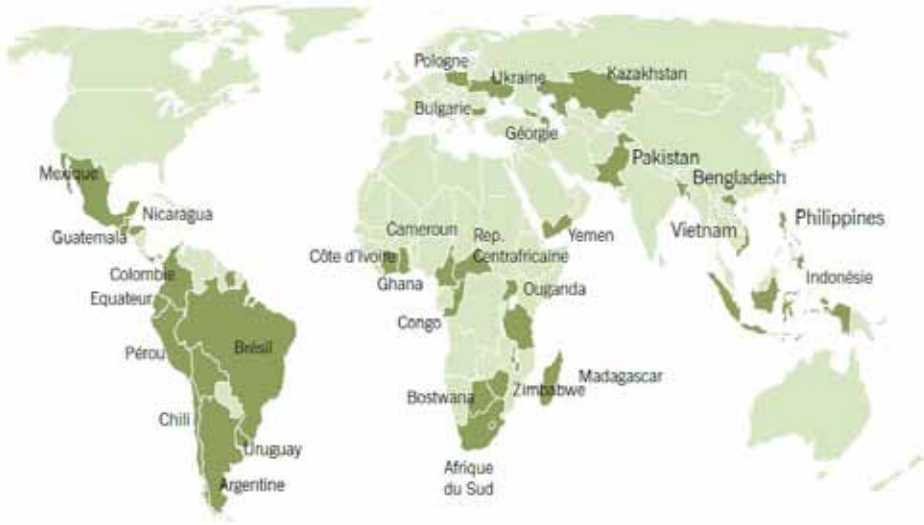 Pologne
Ukraine
Kazakhstan
Bulgarie
Géorgie
Pakistan
Bengladesh
Mexique
Nicaragua
Guatemala
Cameroun
Rep.
Centrafricaine
Yemen
Vietnam
Philippines
Côte d'Ivoire
Colombie
Ghana
Ouganda
Indonésie
Equateur
Congo
Pérou
Brésil
Bostwana
Zimbabwe
Madagascar
Chili
Uruguay
Argentine
Afrique
du Sud